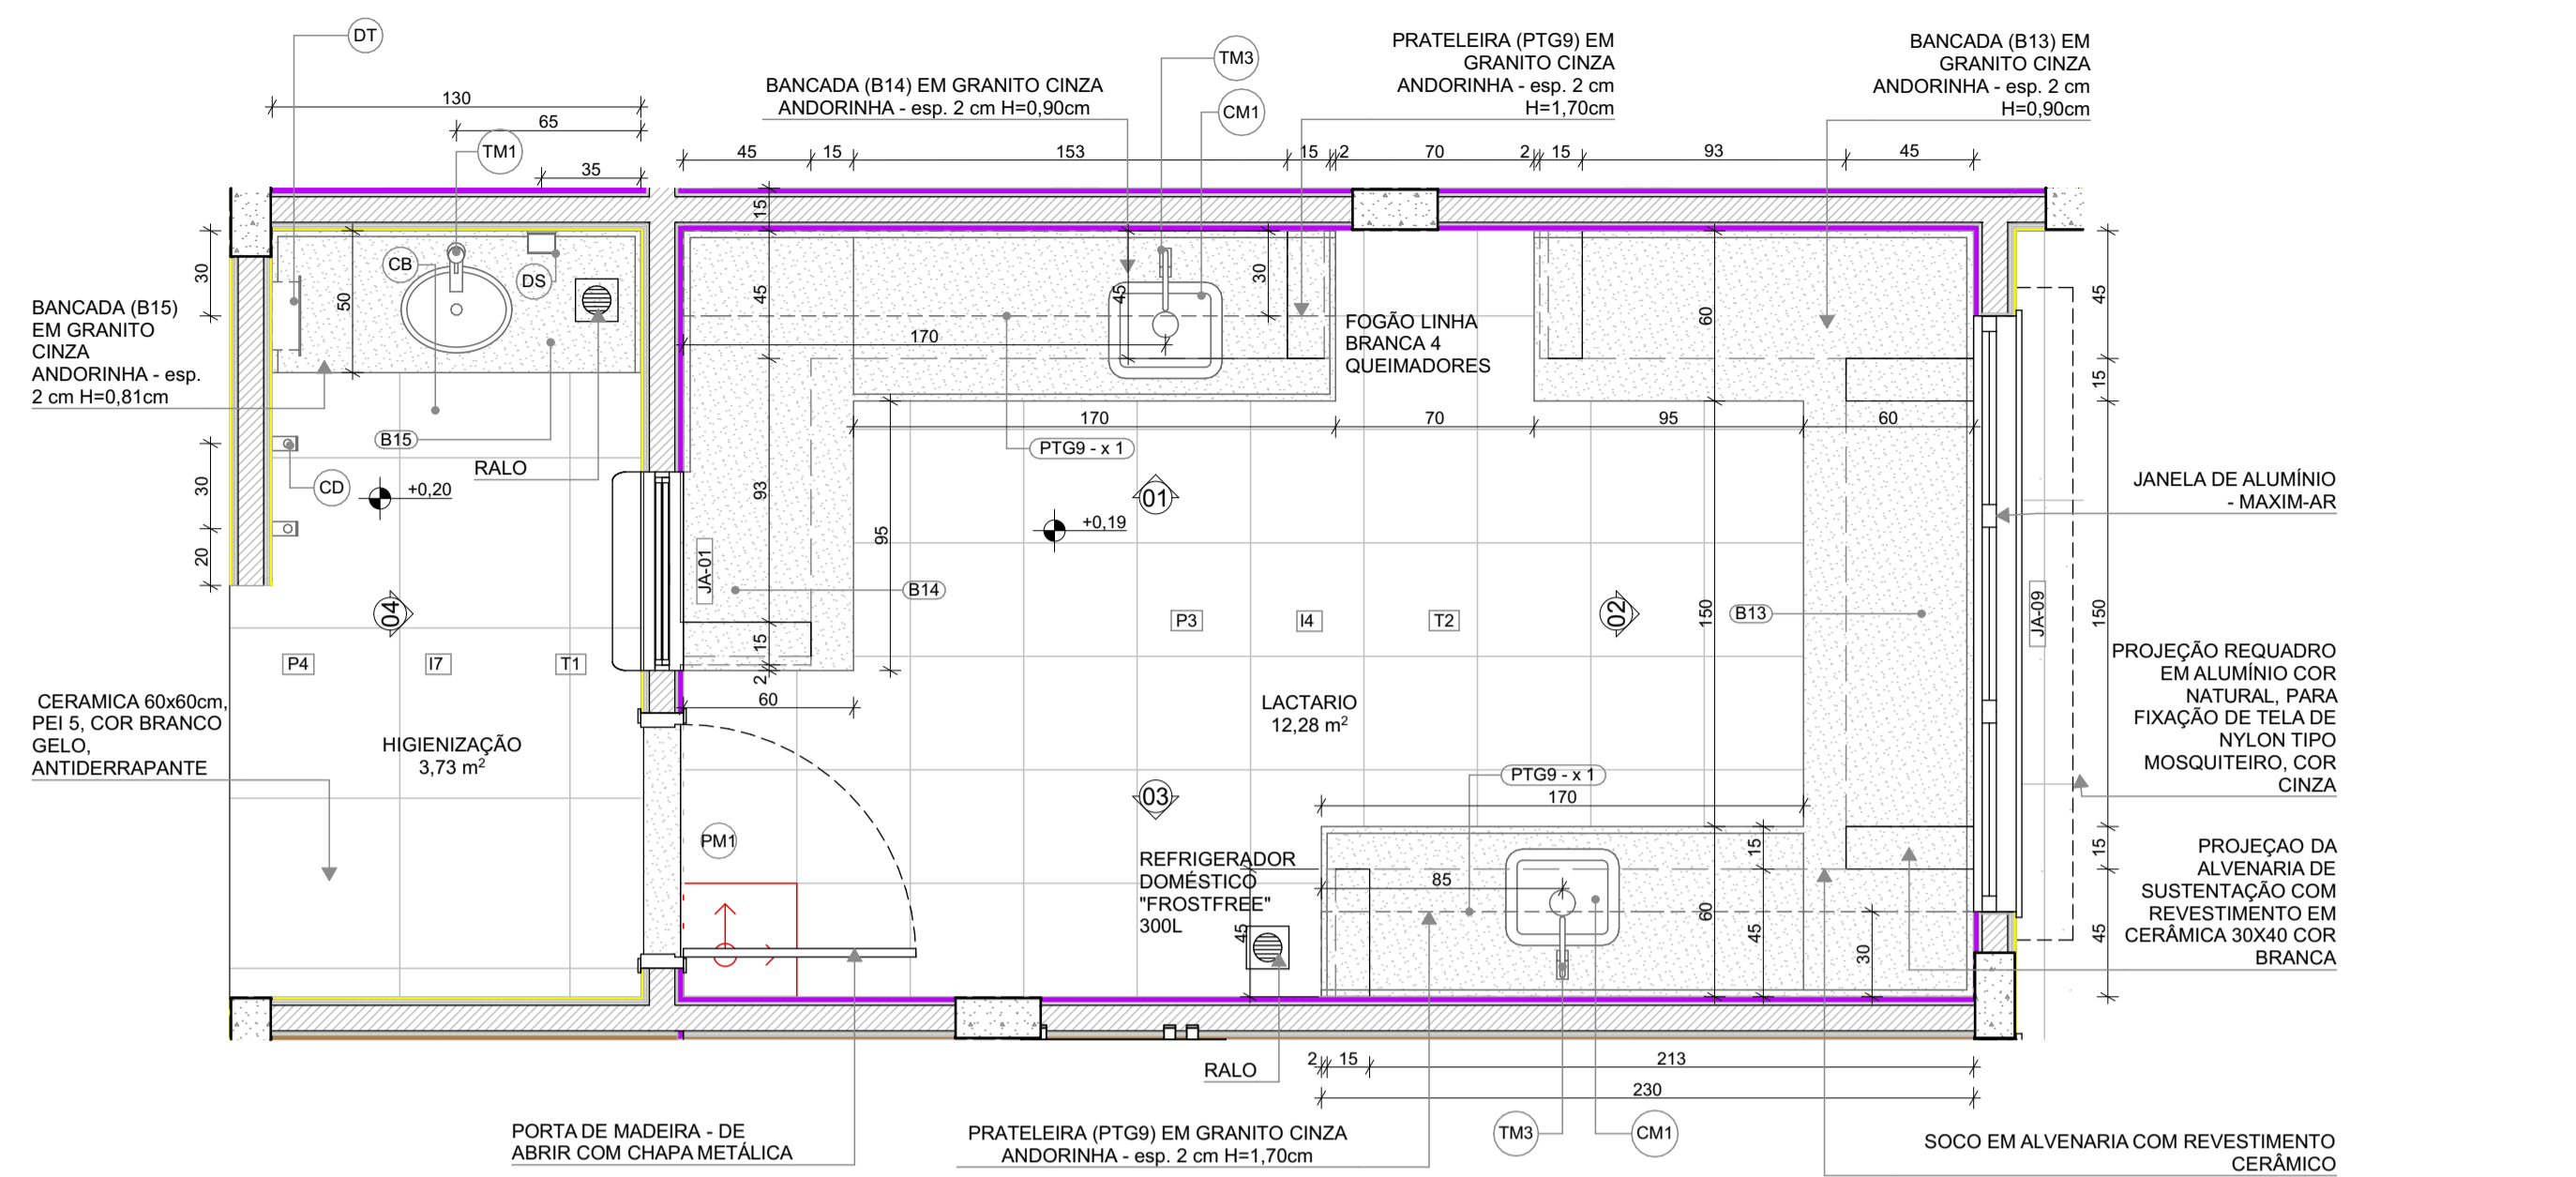 DT
130
65
TM1
35
BANCADA (B14) EM GRANITO CINZA
ANDORINHA - esp. 2 cm H=0,90cm
TM3
CM1
PRATELEIRA (PTG9) EM
GRANITO CINZA
ANDORINHA - esp. 2 cm
H=1,70cm
BANCADA (B13) EM
GRANITO CINZA
ANDORINHA - esp. 2 cm
H=0,90cm
45
15
153
15
2
70
2
15
93
45
15
30
50
CB
DS
BANCADA (B15)
EM GRANITO
CINZA
ANDORINHA - esp.
2 cm H=0,81cm
B15
RALO
CD
30
20
+0,20
04
P4
I7
T1
CERAMICA 60x60cm,
PEI 5, COR BRANCO
GELO,
ANTIDERRAPANTE
HIGIENIZAÇÃO
3,73 m²
45
45
30
170
FOGÃO LINHA
BRANCA 4
QUEIMADORES
60
45
15
170
70
95
60
PTG9 - x 1
93
95
01
+0,19
JA-01
B14
15
2
60
P3
I4
T2
02
150
B13
JA-09
150
JANELA DE ALUMÍNIO
- MAXIM-AR
PROJEÇÃO REQUADRO
EM ALUMÍNIO COR
NATURAL, PARA
FIXAÇÃO DE TELA DE
NYLON TIPO
MOSQUITEIRO, COR
CINZA
LACTARIO
12,28 m²
03
PTG9 - x 1
170
PM1
REFRIGERADOR
DOMÉSTICO
"FROSTFREE"
300L
45
85
15
60
45
30
15
45
PROJEÇAO DA
ALVENARIA DE
SUSTENTAÇÃO COM
REVESTIMENTO EM
CERÂMICA 30X40 COR
BRANCA
RALO
2
15
213
230
PORTA DE MADEIRA - DE
ABRIR COM CHAPA METÁLICA
PRATELEIRA (PTG9) EM GRANITO CINZA
ANDORINHA - esp. 2 cm H=1,70cm
TM3
CM1
SOCO EM ALVENARIA COM REVESTIMENTO
CERÂMICO